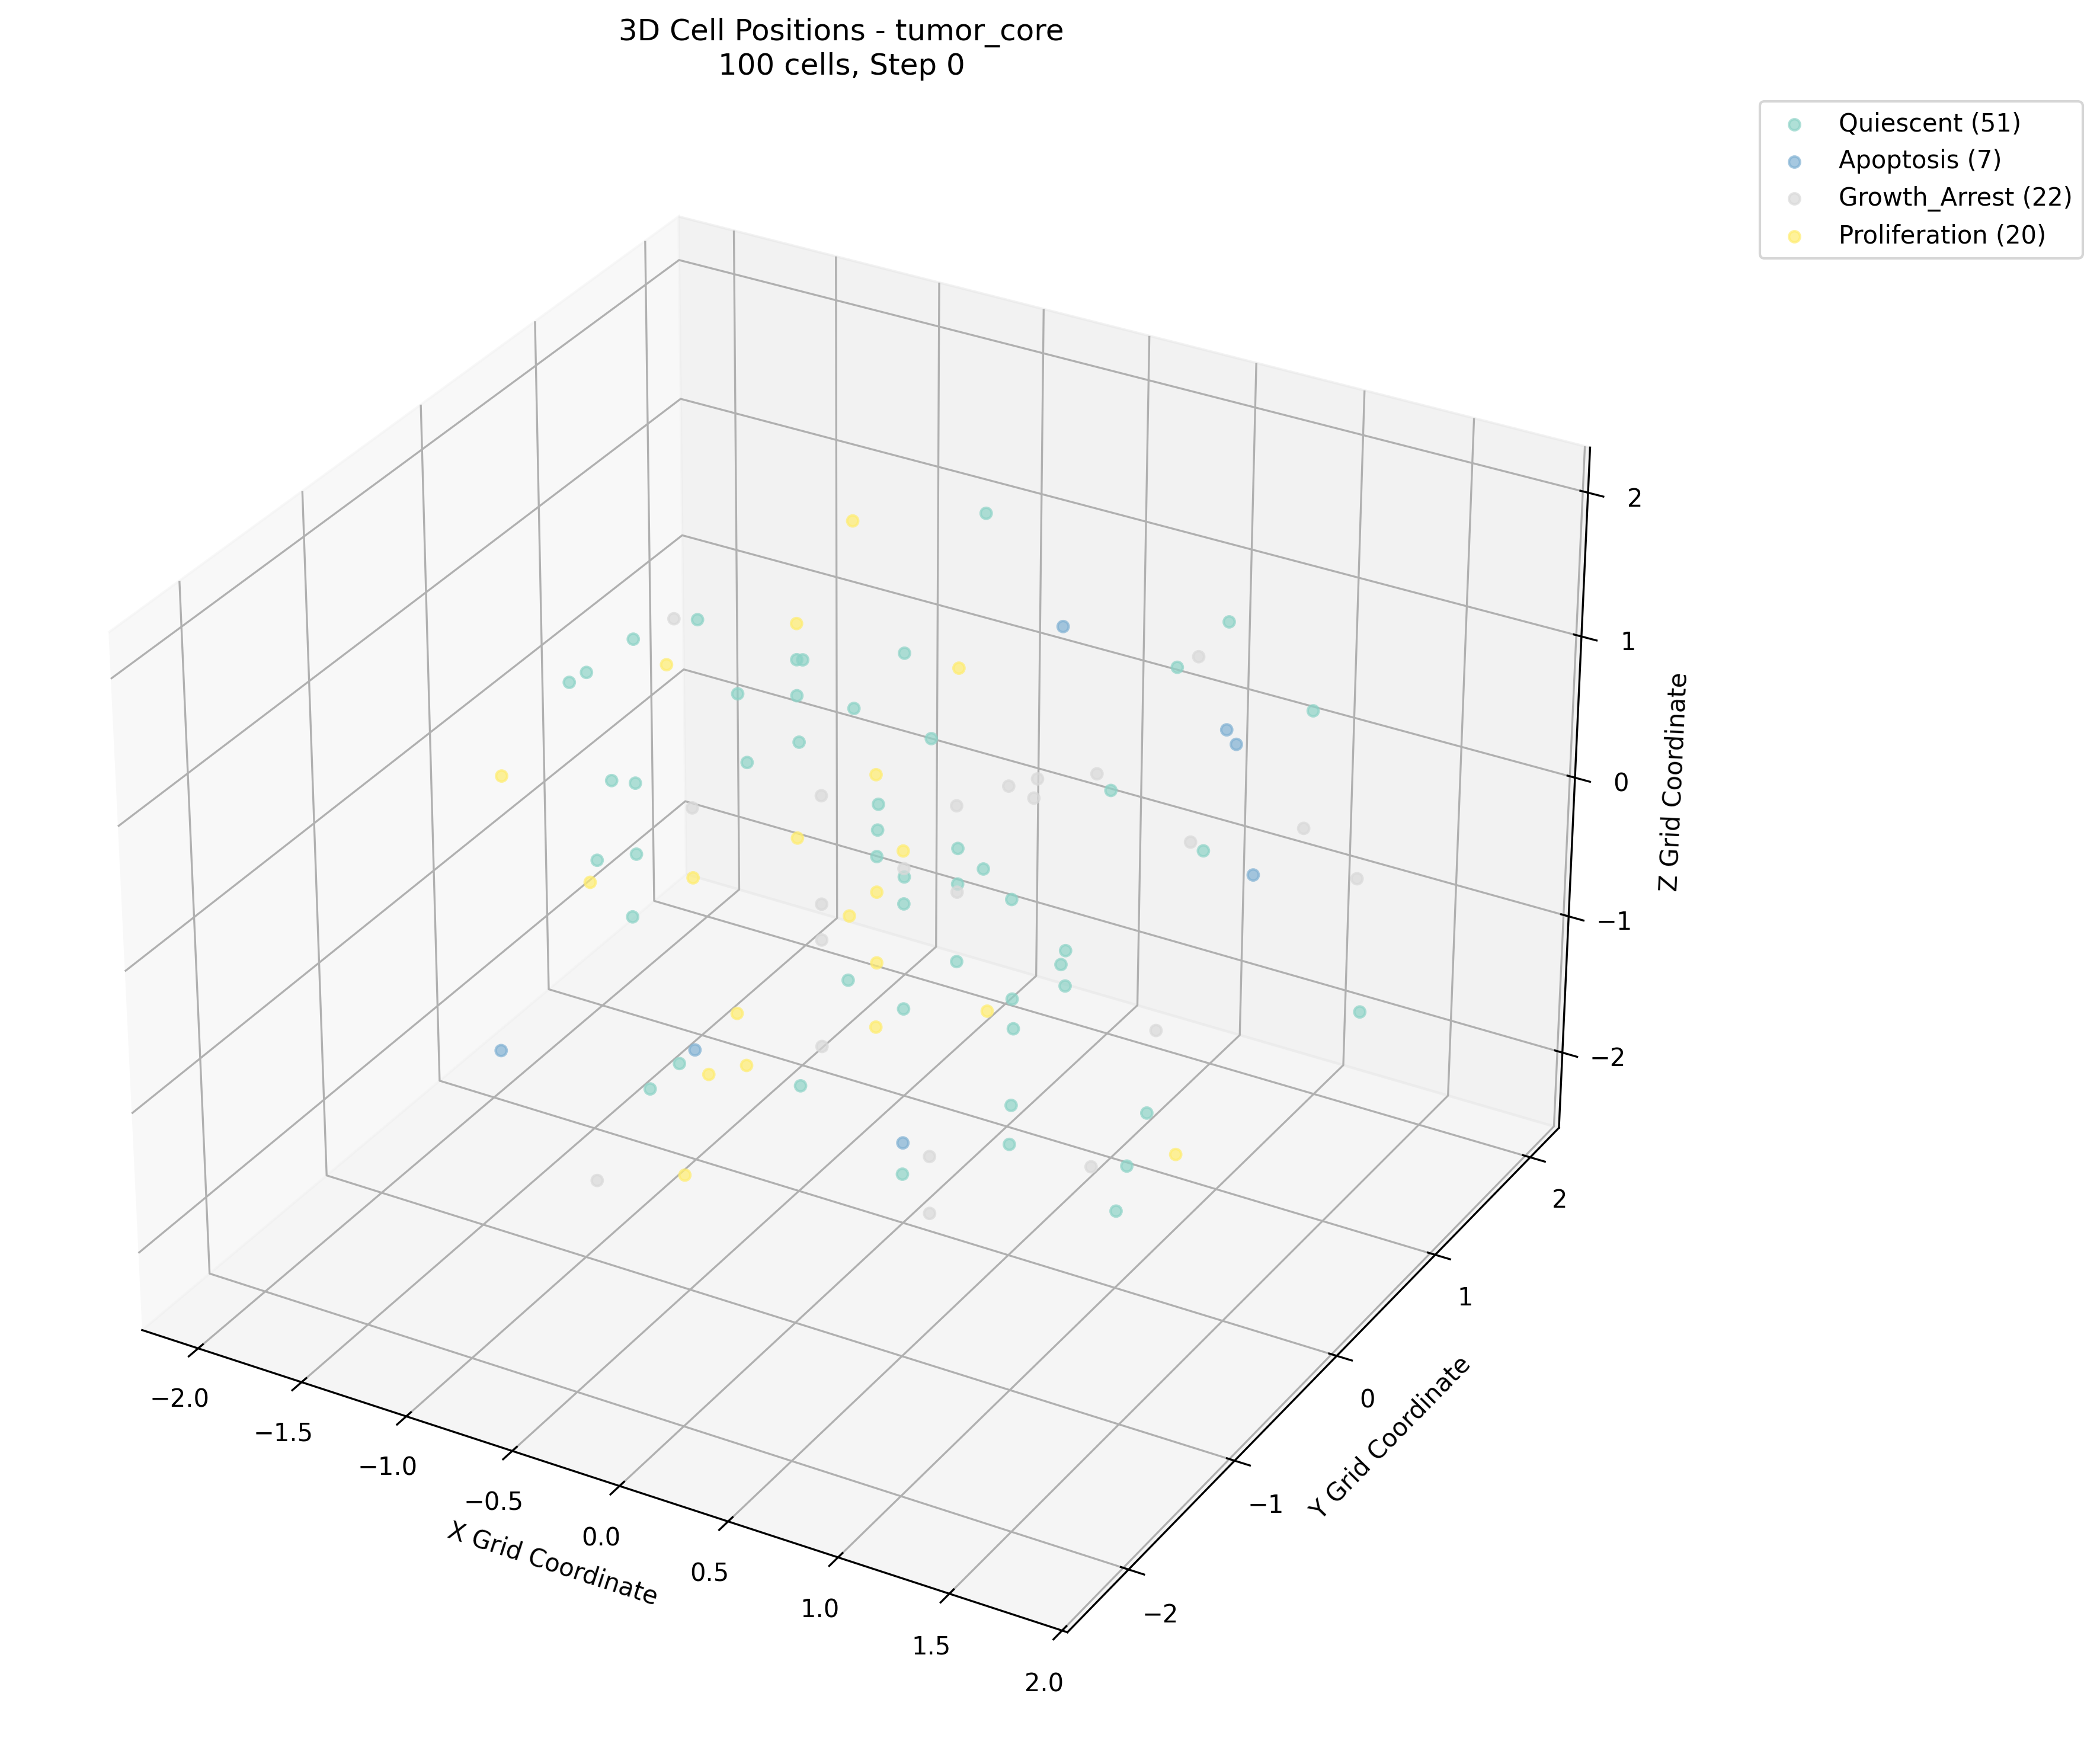 3D Cell Positions - tumor_core
100 cells, Step 0
Quiescent (51)
Apoptosis (7)
Growth_Arrest (22)
Proliferation (20)
2
1
0
−1
−2
Z Grid Coordinate
2
1
0
−1
−2
Y Grid Coordinate
−2.0
−1.5
−1.0
−0.5
0.0
0.5
1.0
1.5
2.0
X Grid Coordinate